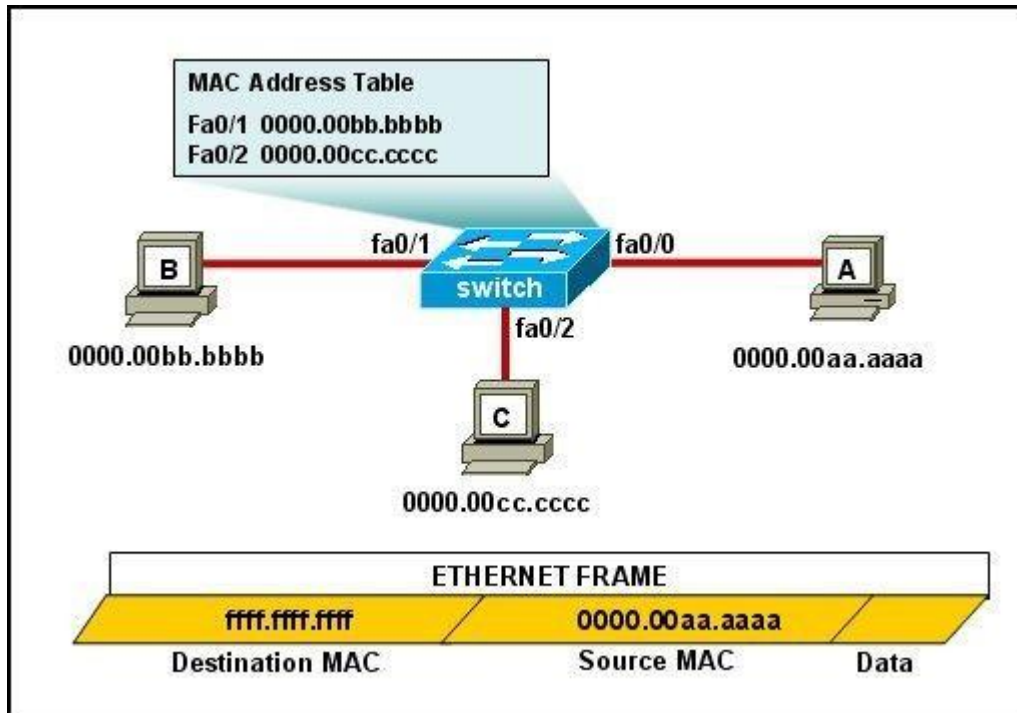 MAC Address Table
Fa0/1 0000.00bb.bbbb
Fa0/2 0000.00cc.cccc
fa0/1
fa0/0
B
switch
A
fa0/2
0000.00bb.bbbb
0000.00aa.aaaa
C
0000.00cc.cccc
ETHERNET FRAME
ffff.ffff.ffff
0000.00aa.aaaa
Destination MAC
Source MAC
Data